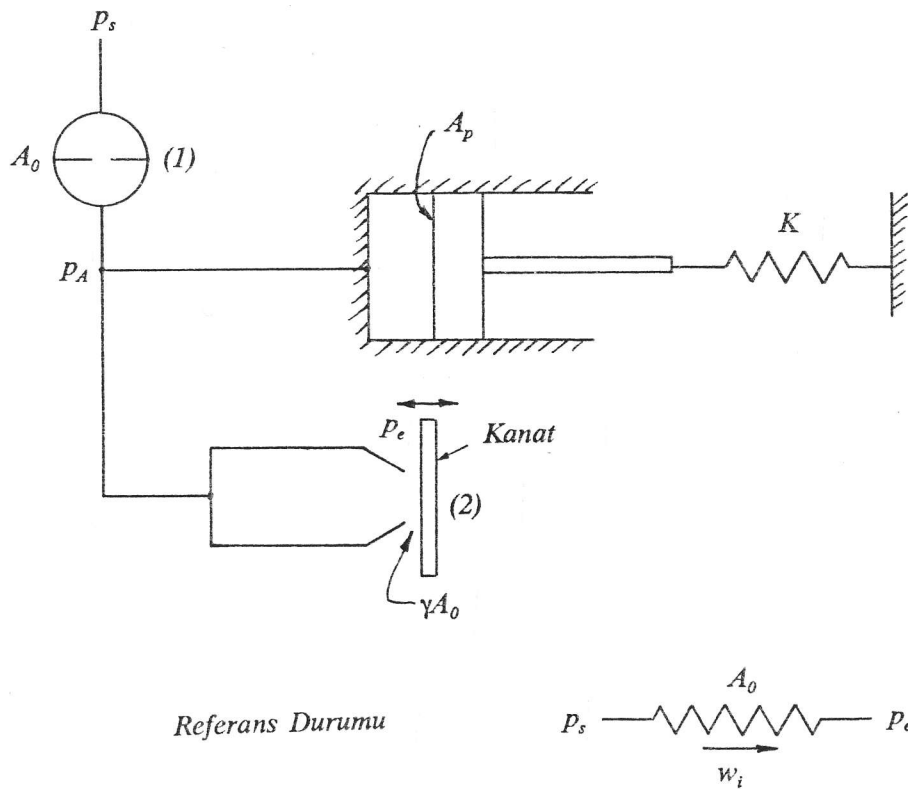 p_s
A_p
A_0 (1)
K
p_A
p_e Kanat
(2)
γA_0
A_0
Referans Durumu p_s p_e
w_i